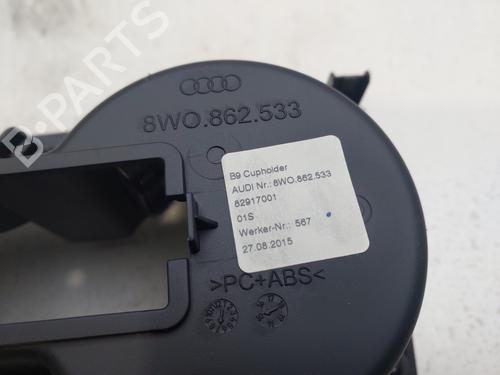 8W0.862.533
B9 Cupholder
AUDI Nr.:8WO.862.533
82917001
01S
Werker-Nr.: 567
27.08.2015
>PC+ABS<
B-PARTS